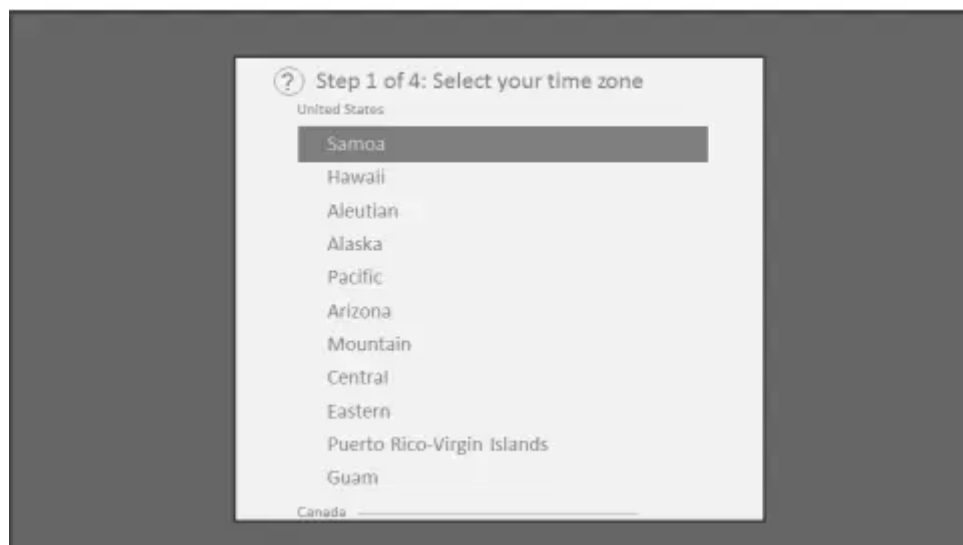 ? Step 1 of 4: Select your time zone
United States
Samoa
Hawaii
Aleutian
Alaska
Pacific
Arizona
Mountain
Central
Eastern
Puerto Rico-Virgin Islands
Guam
Canada